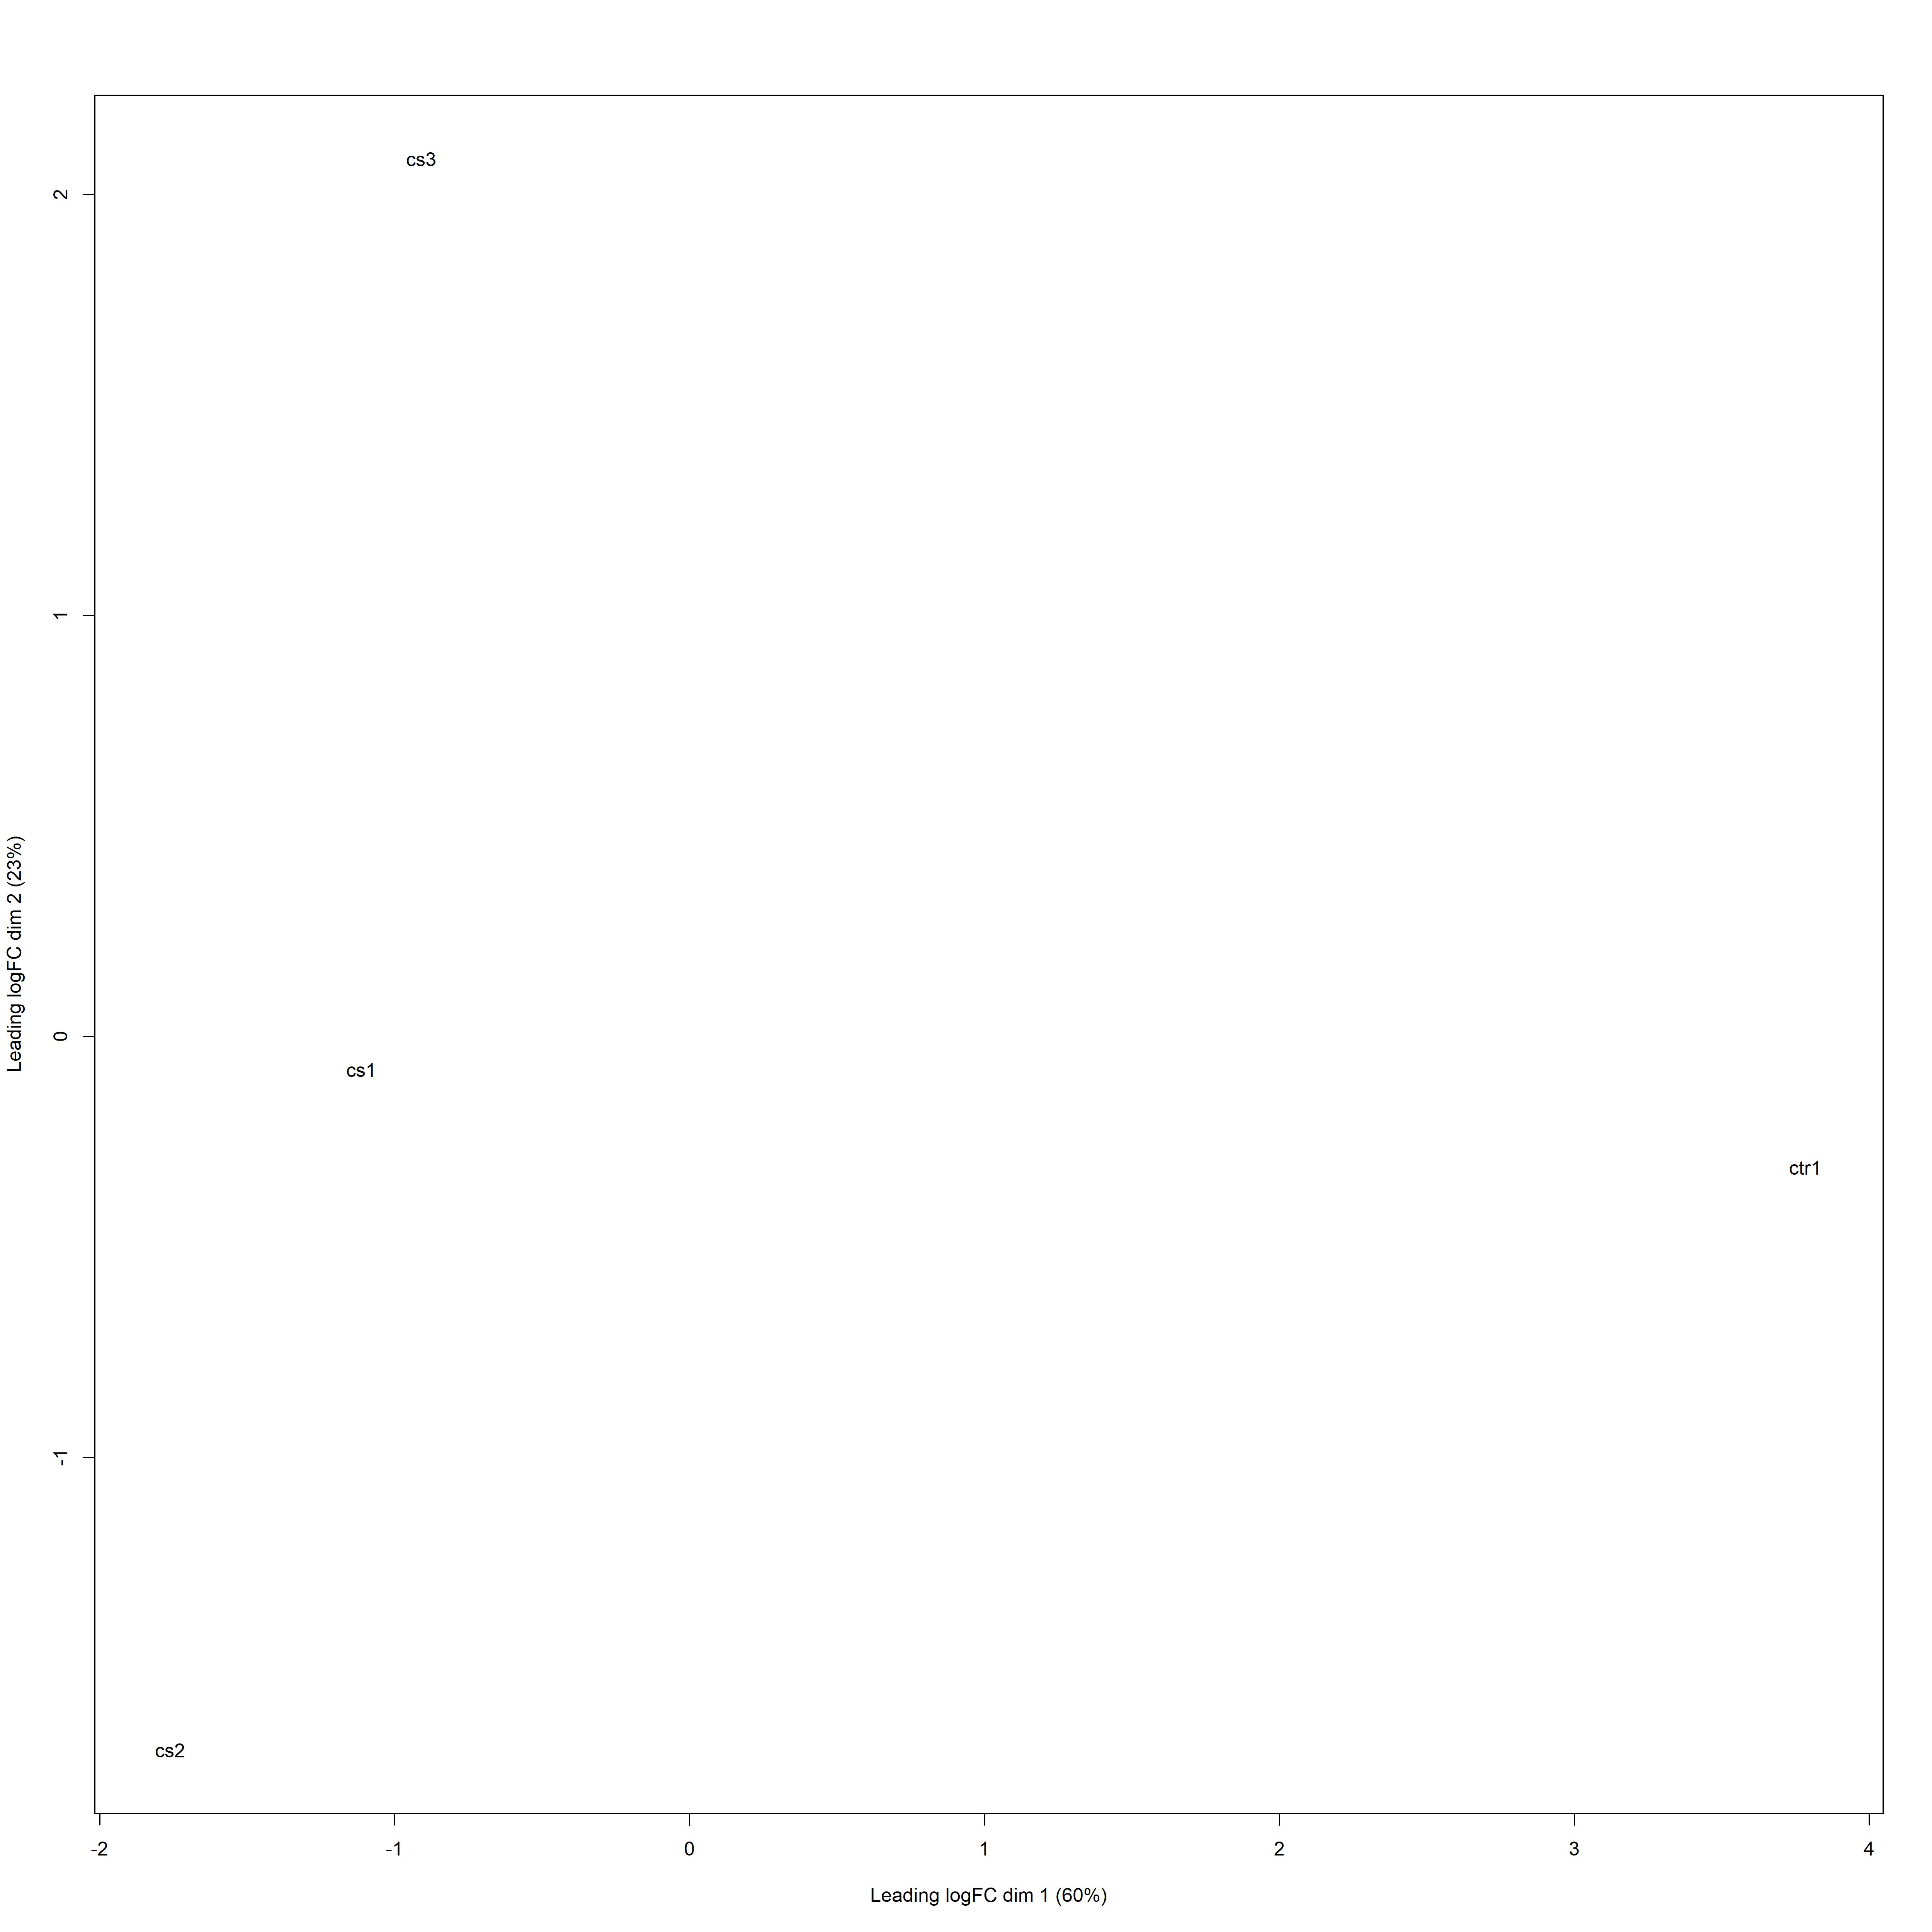 cs3
2
1
Leading logFC dim 2 (23%)
0
cs1
ctr1
-1
cs2
-2 -1 0 1 2 3 4
Leading logFC dim 1 (60%)